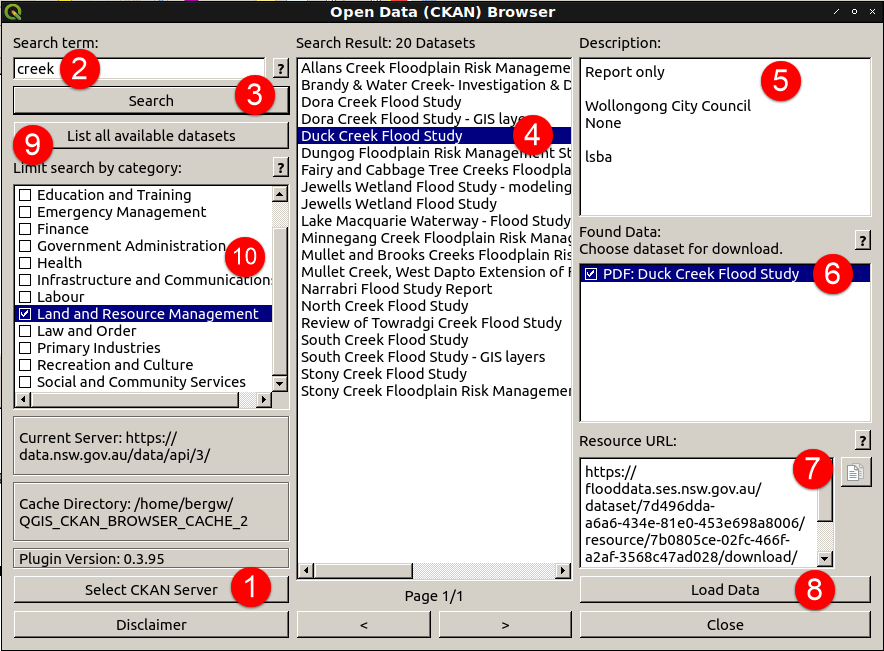 Open Data (CKAN) Browser
Search term:
creek
2
?
Search
3
List all available datasets
9
Limit search by category:
?
Education and Training
Emergency Management
Finance
Government Administration
10
Health
Infrastructure and Communications
Labour
Land and Resource Management
Law and Order
Primary Industries
Recreation and Culture
Social and Community Services
Current Server: https://
data.nsw.gov.au/data/api/3/
Cache Directory: /home/bergw/
QGIS_CKAN_BROWSER_CACHE_2
Plugin Version: 0.3.95
Select CKAN Server
1
Disclaimer
Search Result: 20 Datasets
Allans Creek Floodplain Risk Manageme
Brandy & Water Creek- Investigation & D
Dora Creek Flood Study
Dora Creek Flood Study - GIS layers
Duck Creek Flood Study
4
Dungog Floodplain Risk Management St
Fairy and Cabbage Tree Creeks Floodpla
Jewells Wetland Flood Study - modeling
Jewells Wetland Flood Study
Lake Macquarie Waterway - Flood Study
Minnegang Creek Floodplain Risk Manag
Mullet and Brooks Creeks Floodplain Ris
Mullet Creek, West Dapto Extension of F
Narrabri Flood Study Report
North Creek Flood Study
Review of Towradgi Creek Flood Study
South Creek Flood Study
South Creek Flood Study - GIS layers
Stony Creek Flood Study
Stony Creek Floodplain Risk Managemen
Page 1/1
<
>
Description:
Report only
5
Wollongong City Council
None
lsba
Found Data:
Choose dataset for download.
?
PDF: Duck Creek Flood Study
6
Resource URL:
?
7
https://
flooddata.ses.nsw.gov.au/
dataset/7d496dda-
a6a6-434e-81e0-453e698a8006/
resource/7b0805ce-02fc-466f-
a2af-3568c47ad028/download/
Load Data
8
Close